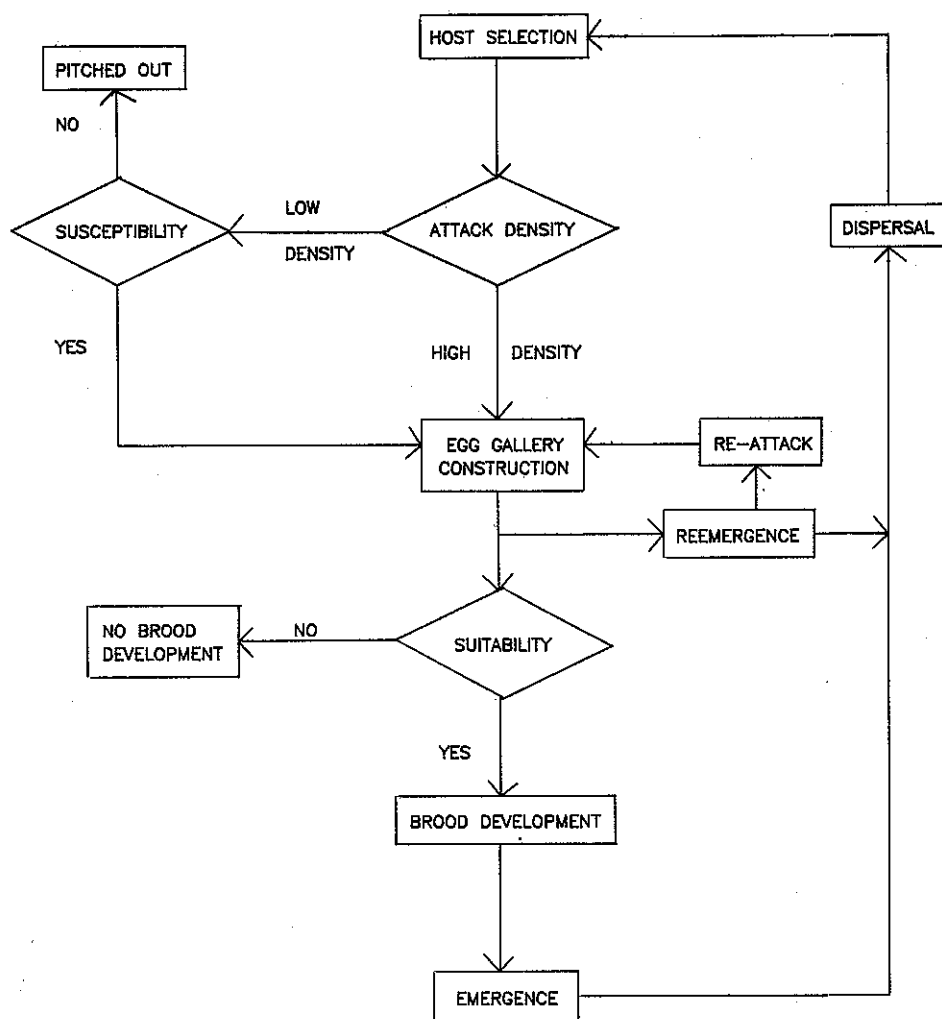 HOST SELECTION
PITCHED OUT
NO
SUSCEPTIBILITY
LOW
DENSITY
ATTACK DENSITY
DISPERSAL
YES
HIGH DENSITY
EGG GALLERY
CONSTRUCTION
RE-ATTACK
REEMERGENCE
NO BROOD
DEVELOPMENT
NO
SUITABILITY
YES
BROOD DEVELOPMENT
EMERGENCE